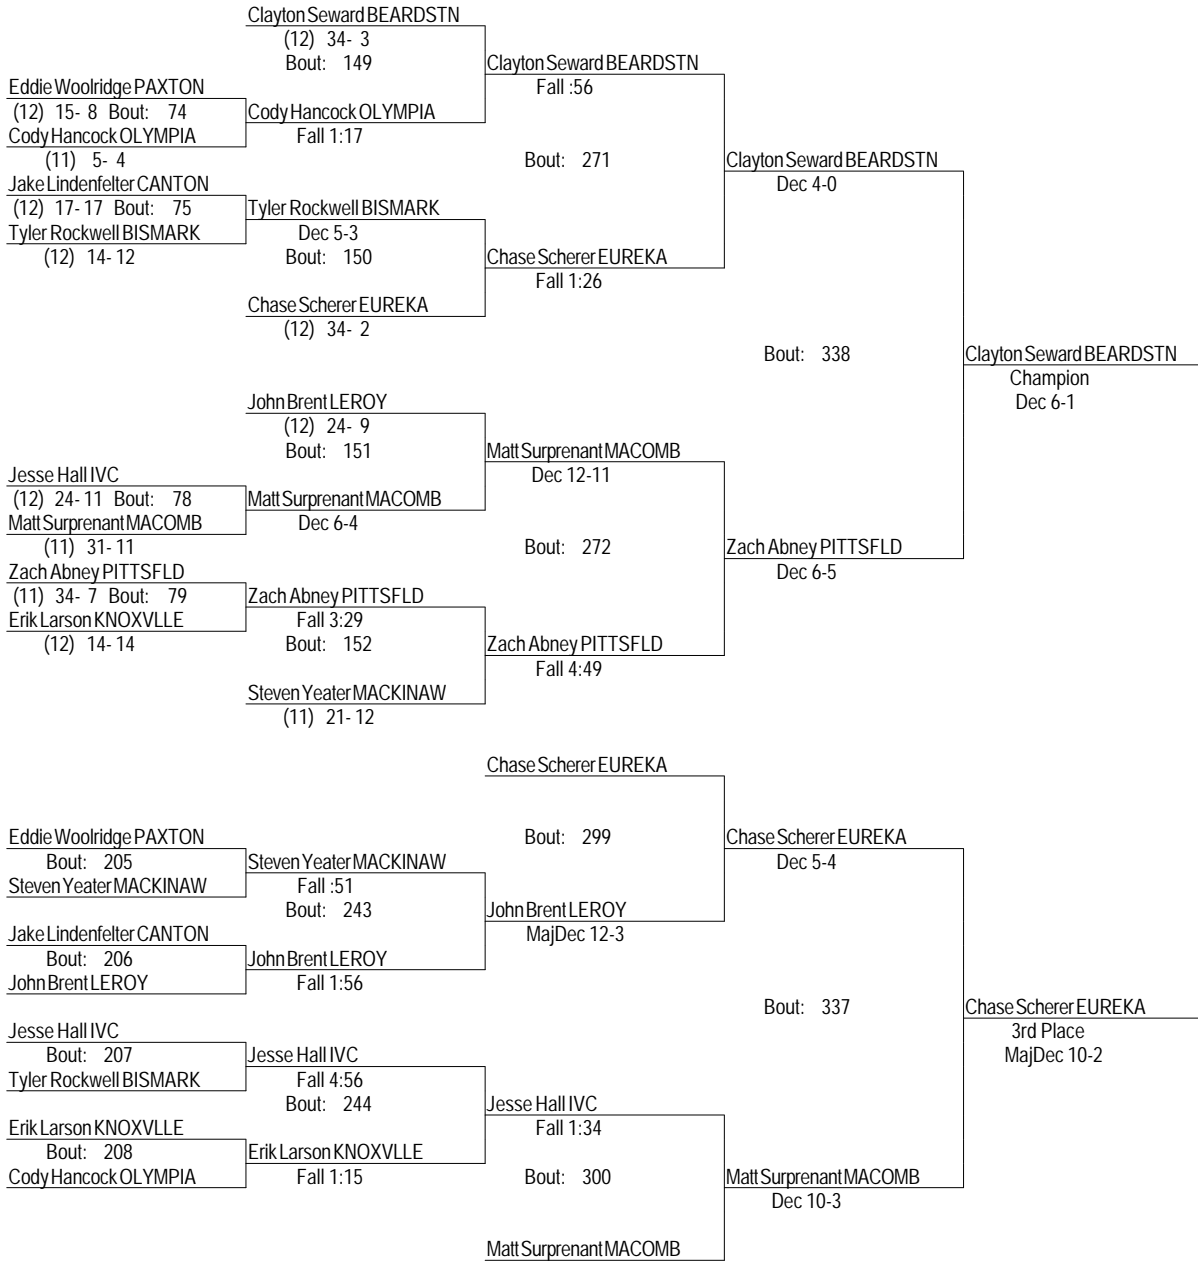 Clayton Seward BEARDSTN
(12) 34- 3
Bout: 149
Clayton Seward BEARDSTN
Fall :56
Eddie Woolridge PAXTON
(12) 15- 8 Bout: 74
Cody Hancock OLYMPIA
Cody Hancock OLYMPIA
Fall 1:17
(11) 5- 4
Bout: 271
Clayton Seward BEARDSTN
Dec 4-0
Jake Lindenfelter CANTON
(12) 17- 17 Bout: 75
Tyler Rockwell BISMARK
Tyler Rockwell BISMARK
Dec 5-3
(12) 14- 12
Bout: 150
Chase Scherer EUREKA
Fall 1:26
Chase Scherer EUREKA
(12) 34- 2
Bout: 338
Clayton Seward BEARDSTN
Champion
Dec 6-1
John Brent LEROY
(12) 24- 9
Bout: 151
Matt Surprenant MACOMB
Dec 12-11
Jesse Hall IVC
(12) 24- 11 Bout: 78
Matt Surprenant MACOMB
Matt Surprenant MACOMB
Dec 6-4
(11) 31- 11
Bout: 272
Zach Abney PITTSFLD
Dec 6-5
Zach Abney PITTSFLD
(11) 34- 7 Bout: 79
Zach Abney PITTSFLD
Erik Larson KNOXVLLE
Fall 3:29
(12) 14- 14
Bout: 152
Zach Abney PITTSFLD
Fall 4:49
Steven Yeater MACKINAW
(11) 21- 12
Chase Scherer EUREKA
Bout: 299
Chase Scherer EUREKA
Dec 5-4
Eddie Woolridge PAXTON
Bout: 205
Steven Yeater MACKINAW
Steven Yeater MACKINAW
Fall :51
Bout: 243
John Brent LEROY
MajDec 12-3
Jake Lindenfelter CANTON
Bout: 206
John Brent LEROY
John Brent LEROY
Fall 1:56
Bout: 337
Chase Scherer EUREKA
3rd Place
MajDec 10-2
Jesse Hall IVC
Bout: 207
Jesse Hall IVC
Tyler Rockwell BISMARK
Fall 4:56
Bout: 244
Jesse Hall IVC
Fall 1:34
Erik Larson KNOXVLLE
Bout: 208
Erik Larson KNOXVLLE
Cody Hancock OLYMPIA
Fall 1:15
Bout: 300
Matt Surprenant MACOMB
Dec 10-3
Matt Surprenant MACOMB